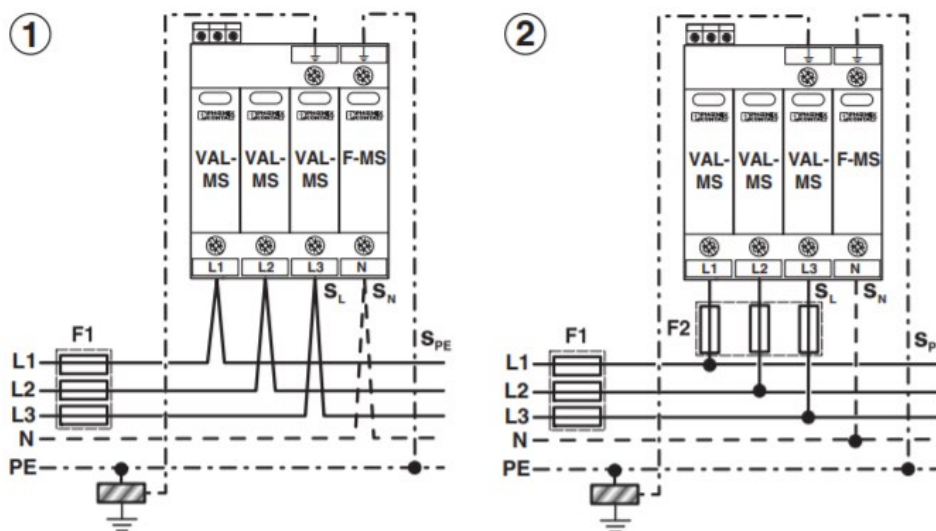 1
VAL-MS VAL-MS VAL-MS F-MS
L1 L2 L3 N
SL SN
F1
SPE
L1
L2
L3
N
PE
2
VAL-MS VAL-MS VAL-MS F-MS
L1 L2 L3 N
SL SN
F1 F2
SP
L1
L2
L3
N
PE